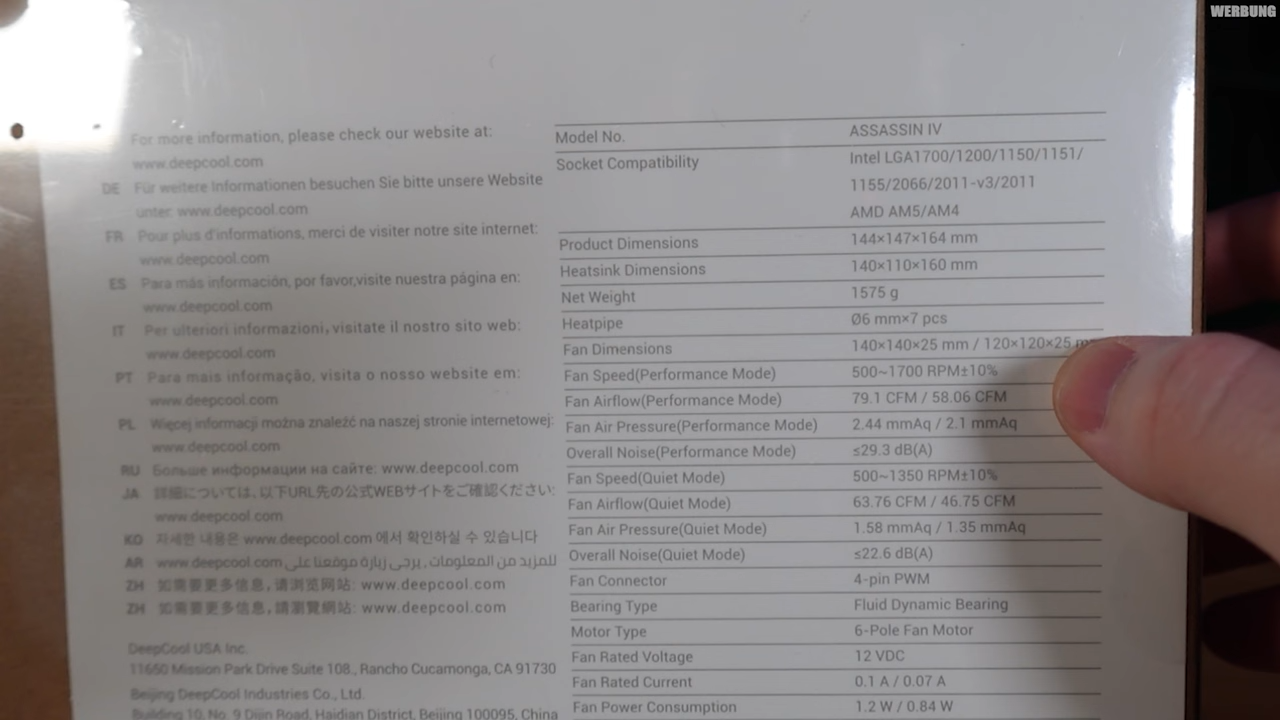 WERBUNG
For more information, please check our website at:
www.deepcool.com
DE Für weitere Informationen besuchen Sie bitte unsere Website
unter: www.deepcool.com
FR Pour plus d'informations, merci de visiter notre site internet:
www.deepcool.com
ES Para más información, por favor,visite nuestra página en:
www.deepcool.com
IT Per ulteriori informazioni, visitate il nostro sito web:
www.deepcool.com
PT Para mais informação, visita o nosso website em:
www.deepcool.com
PL Więcej informacji można znaleźć na naszej stronie internetowej:
www.deepcool.com
RU Больше информации на сайте: www.deepcool.com
JA 詳細については、以下URL先の公式WEBサイトをご確認ください:
www.deepcool.com
KO 자세한 내용은 www.deepcool.com 에서 확인하실 수 있습니다
AR للمزيد من المعلومات, يرجى زيارة موقعنا على www.deepcool.com
ZH 如需要更多信息，请浏览网站: www.deepcool.com
ZH 如需要更多信息，請瀏覽網站: www.deepcool.com
DeepCool USA Inc.
11650 Mission Park Drive Suite 108., Rancho Cucamonga, CA 91730
Beijing DeepCool Industries Co., Ltd.
Building 10, No. 9 Dijin Road, Haidian District, Beijing 100095, China
Model No. ASSASSIN IV
Socket Compatibility Intel LGA1700/1200/1150/1151/
1155/2066/2011-v3/2011
AMD AM5/AM4
Product Dimensions 144×147×164 mm
Heatsink Dimensions 140×110×160 mm
Net Weight 1575 g
Heatpipe Ø6 mm×7 pcs
Fan Dimensions 140×140×25 mm / 120×120×25
Fan Speed(Performance Mode) 500~1700 RPM±10%
Fan Airflow(Performance Mode) 79.1 CFM / 58.06 CFM
Fan Air Pressure(Performance Mode) 2.44 mmAq / 2.1 mmAq
Overall Noise(Performance Mode) ≤29.3 dB(A)
Fan Speed(Quiet Mode) 500~1350 RPM±10%
Fan Airflow(Quiet Mode) 63.76 CFM / 46.75 CFM
Fan Air Pressure(Quiet Mode) 1.58 mmAq / 1.35 mmAq
Overall Noise(Quiet Mode) ≤22.6 dB(A)
Fan Connector 4-pin PWM
Bearing Type Fluid Dynamic Bearing
Motor Type 6-Pole Fan Motor
Fan Rated Voltage 12 VDC
Fan Rated Current 0.1 A / 0.07 A
Fan Power Consumption 1.2 W / 0.84 W